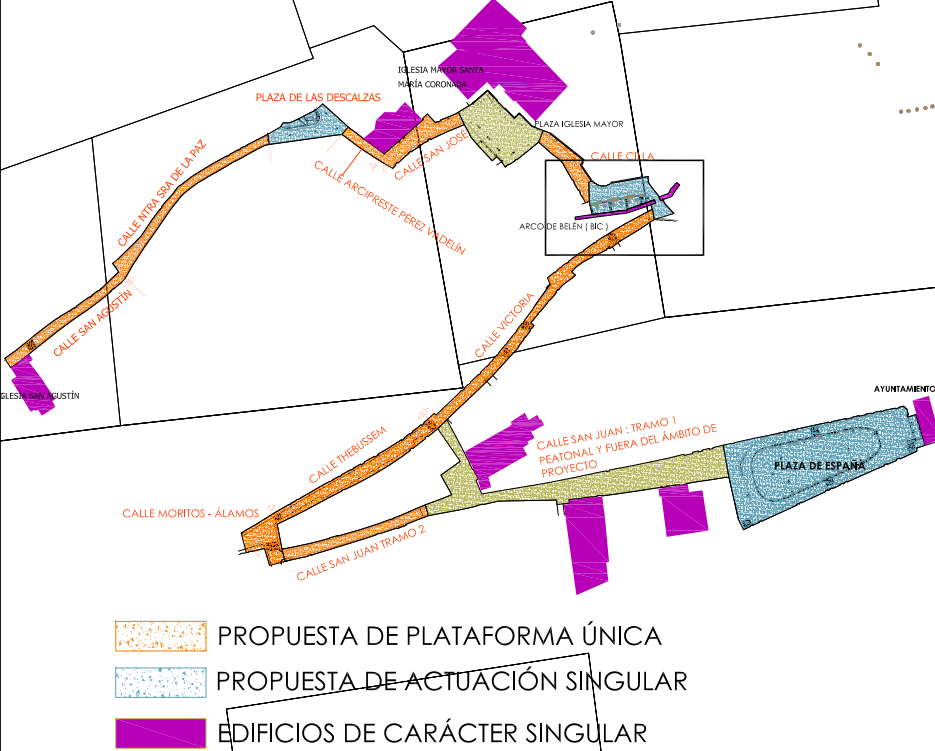 IGLESIA MAYOR SANTA
MARÍA CORONADA
PLAZA DE LAS DESCALZAS
PLAZA IGLESIA MAYOR
CALLE SAN JOSÉ
CALLE CILLA
CALLE NTRA SRA DE LA PAZ
CALLE ARCIPRESTE PÉREZ VADELÍN
ARCO DE BELÉN ( BIC )
CALLE SAN AGUSTÍN
CALLE VICTORIA
GLESIA SAN AGUSTÍN
AYUNTAMIENTO
CALLE THEBUSSEM
CALLE SAN JUAN : TRAMO 1
PEATONAL Y FUERA DEL ÁMBITO DE
PROYECTO
PLAZA DE ESPAÑA
CALLE MORITOS - ÁLAMOS
CALLE SAN JUAN TRAMO 2
PROPUESTA DE PLATAFORMA ÚNICA
PROPUESTA DE ACTUACIÓN SINGULAR
EDIFICIOS DE CARÁCTER SINGULAR